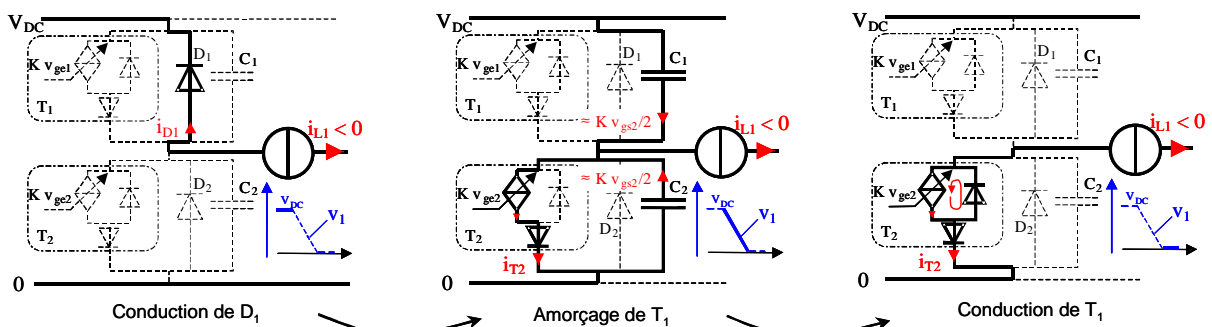 V_DC
K v_ge1
D_1
C_1
T_1
i_D1
i_L1 < 0
K v_ge2
D_2
C_2
v_DC
v_1
T_2
0
Conduction de D_1
V_DC
K v_ge1
D_1
C_1
T_1
≈ K v_gs2/2
i_L1 < 0
≈ K v_gs2/2
K v_ge2
C_2
v_DC
v_1
T_2
D_2
i_T2
0
Amorçage de T_1
V_DC
K v_ge1
D_1
C_1
T_1
i_L1 < 0
K v_ge2
C_2
v_DC
v_1
D_2
T_2
i_T2
0
Conduction de T_1